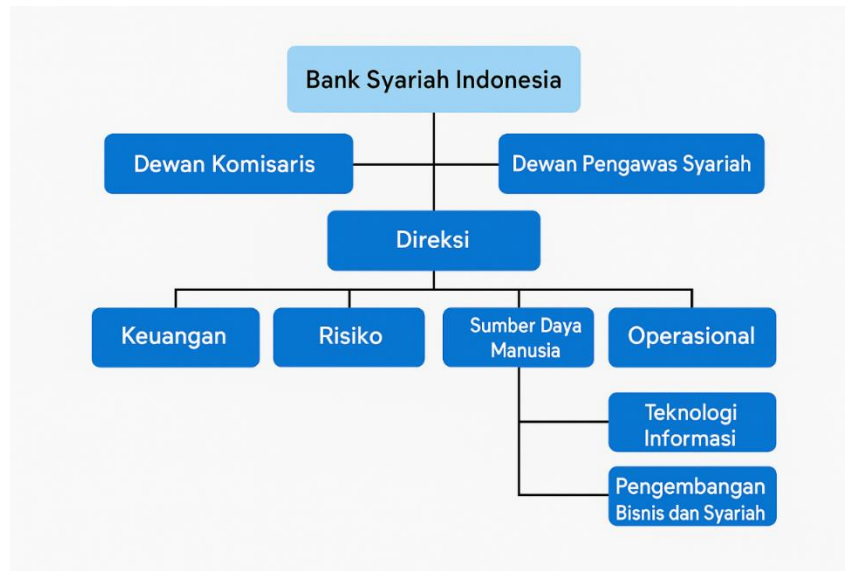 Bank Syariah Indonesia
Dewan Komisaris
Dewan Pengawas Syariah
Direksi
Keuangan
Risiko
Sumber Daya
Manusia
Operasional
Teknologi
Informasi
Pengembangan
Bisnis dan Syariah